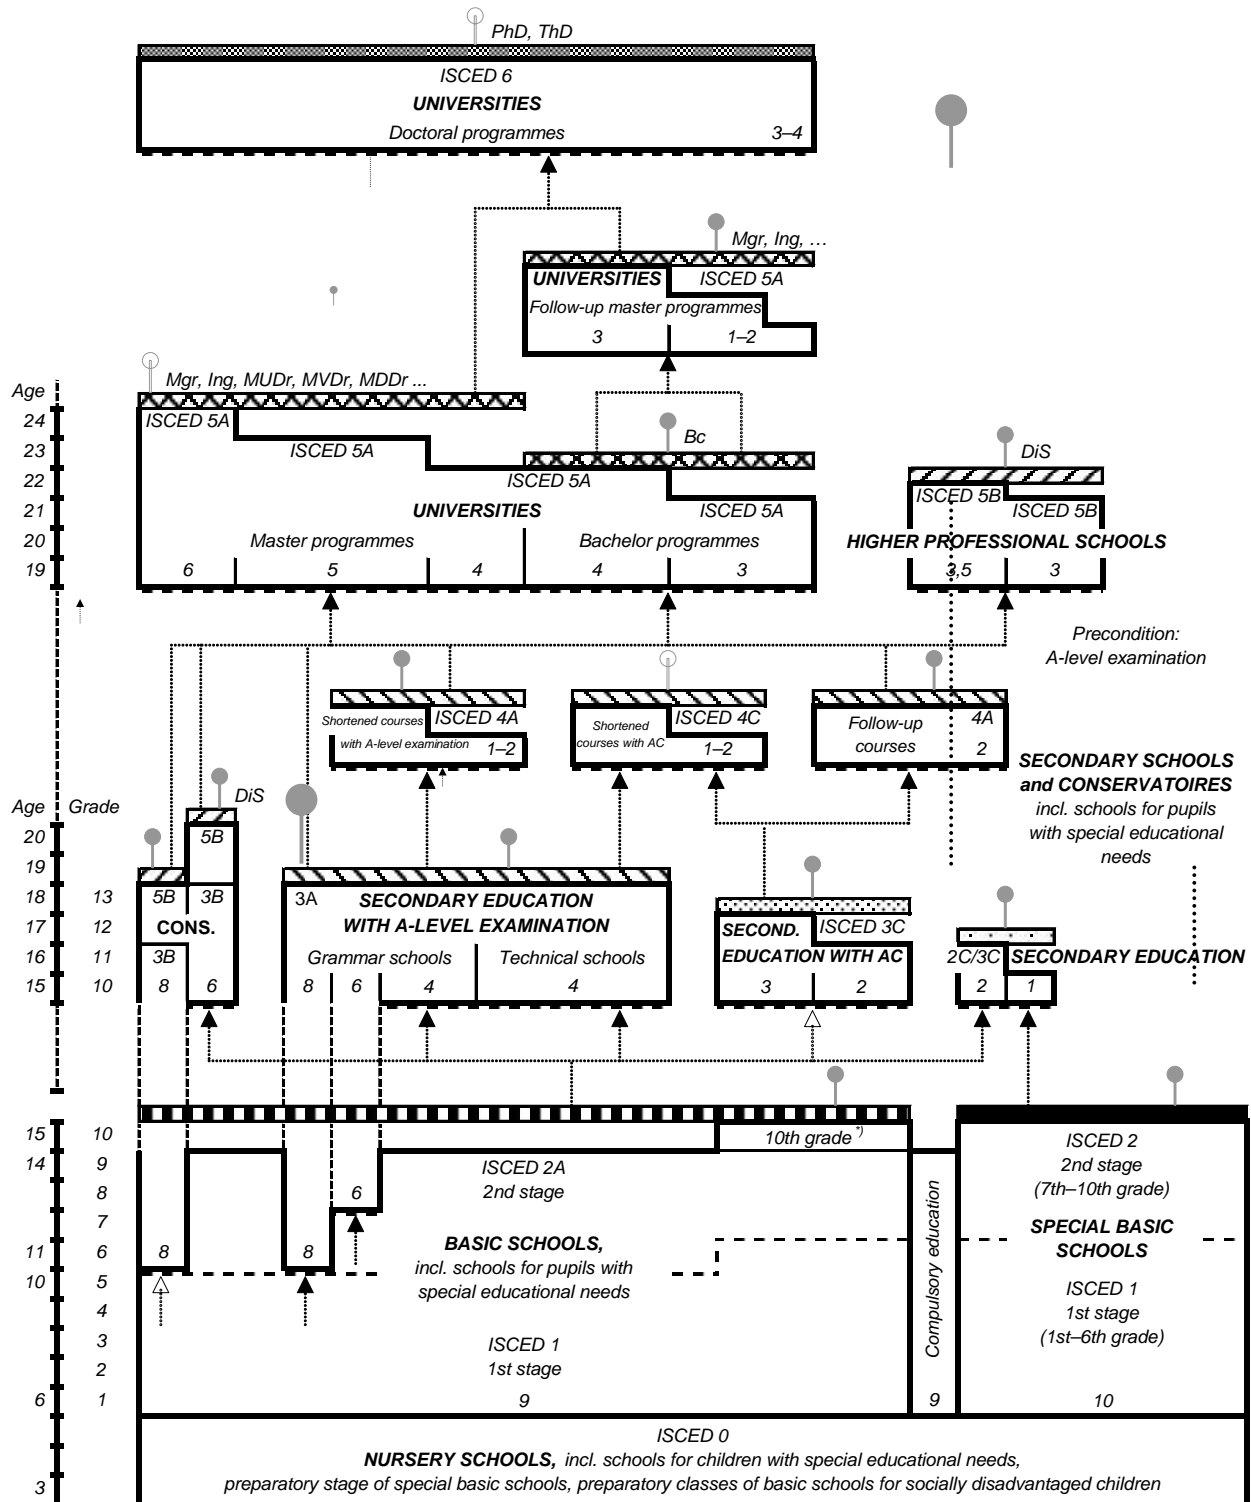 PhD, ThD
ISCED 6
UNIVERSITIES
Doctoral programmes 3–4
Mgr, Ing, …
UNIVERSITIES ISCED 5A
Follow-up master programmes
3 1–2
Mgr, Ing, MUDr, MVDr, MDDr ...
Age
24 ISCED 5A
23 ISCED 5A Bc DiS
22 ISCED 5A ISCED 5B
21 UNIVERSITIES ISCED 5A ISCED 5B
20 Master programmes Bachelor programmes HIGHER PROFESSIONAL SCHOOLS
19 6 5 4 4 3 3,5 3
Precondition:
A-level examination
Shortened courses ISCED 4A
with A-level examination 1–2
Shortened ISCED 4C
courses with AC 1–2
Follow-up 4A
courses 2
SECONDARY SCHOOLS
and CONSERVATOIRES
incl. schools for pupils
with special educational
needs
DiS
Age Grade
20 5B
19
18 13 5B 3B 3A SECONDARY EDUCATION
17 12 CONS. WITH A-LEVEL EXAMINATION SECOND. ISCED 3C
16 11 3B Grammar schools Technical schools EDUCATION WITH AC 2C/3C SECONDARY EDUCATION
15 10 8 6 8 6 4 4 3 2 2 1
15 10 10th grade *) ISCED 2
14 9 ISCED 2A 2nd stage
8 6 2nd stage (7th–10th grade)
7 SPECIAL BASIC
11 6 8 8 BASIC SCHOOLS, SCHOOLS
10 5 incl. schools for pupils with
special educational needs ISCED 1
4 1st stage
3 ISCED 1 (1st–6th grade)
2 1st stage
Compulsory education
6 1 9 9 10
ISCED 0
NURSERY SCHOOLS, incl. schools for children with special educational needs,
3 preparatory stage of special basic schools, preparatory classes of basic schools for socially disadvantaged children